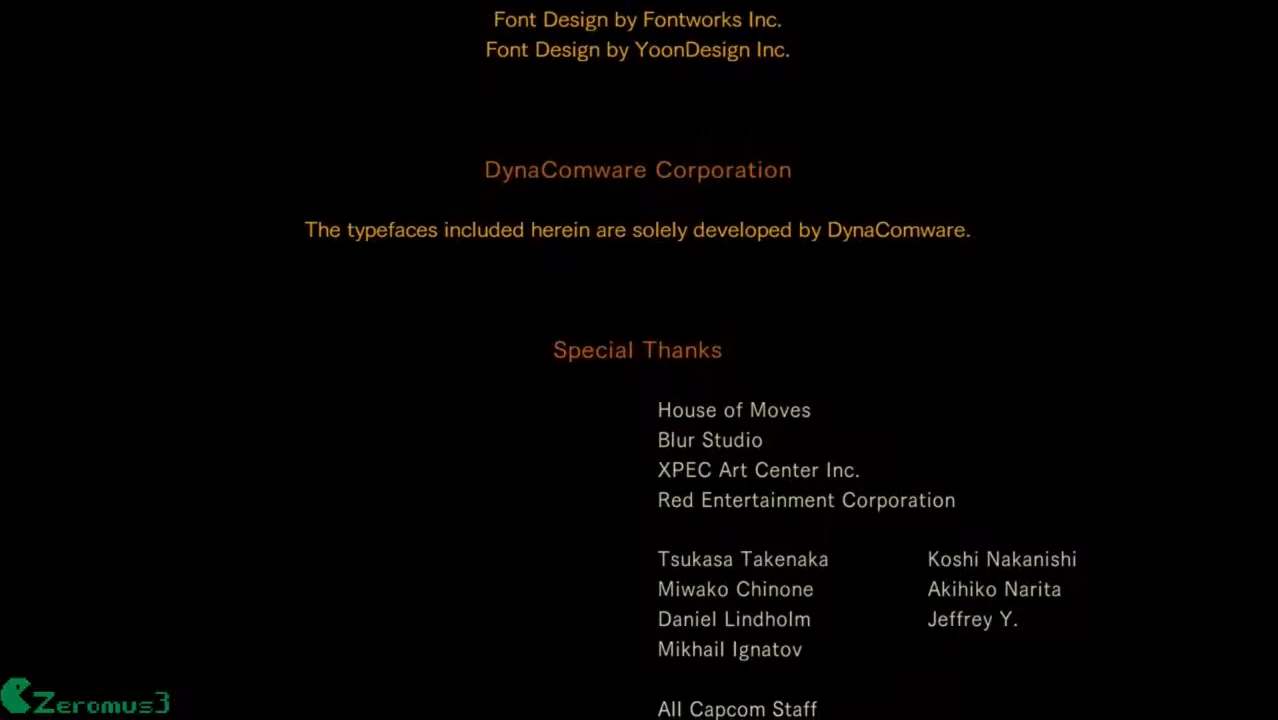 Font Design by Fontworks Inc.
Font Design by YoonDesign Inc.
DynaComware Corporation
The typefaces included herein are solely developed by DynaComware.
Special Thanks
House of Moves
Blur Studio
XPEC Art Center Inc.
Red Entertainment Corporation
Tsukasa Takenaka Koshi Nakanishi
Miwako Chinone Akihiko Narita
Daniel Lindholm Jeffrey Y.
Mikhail Ignatov
All Capcom Staff
Zeromus3